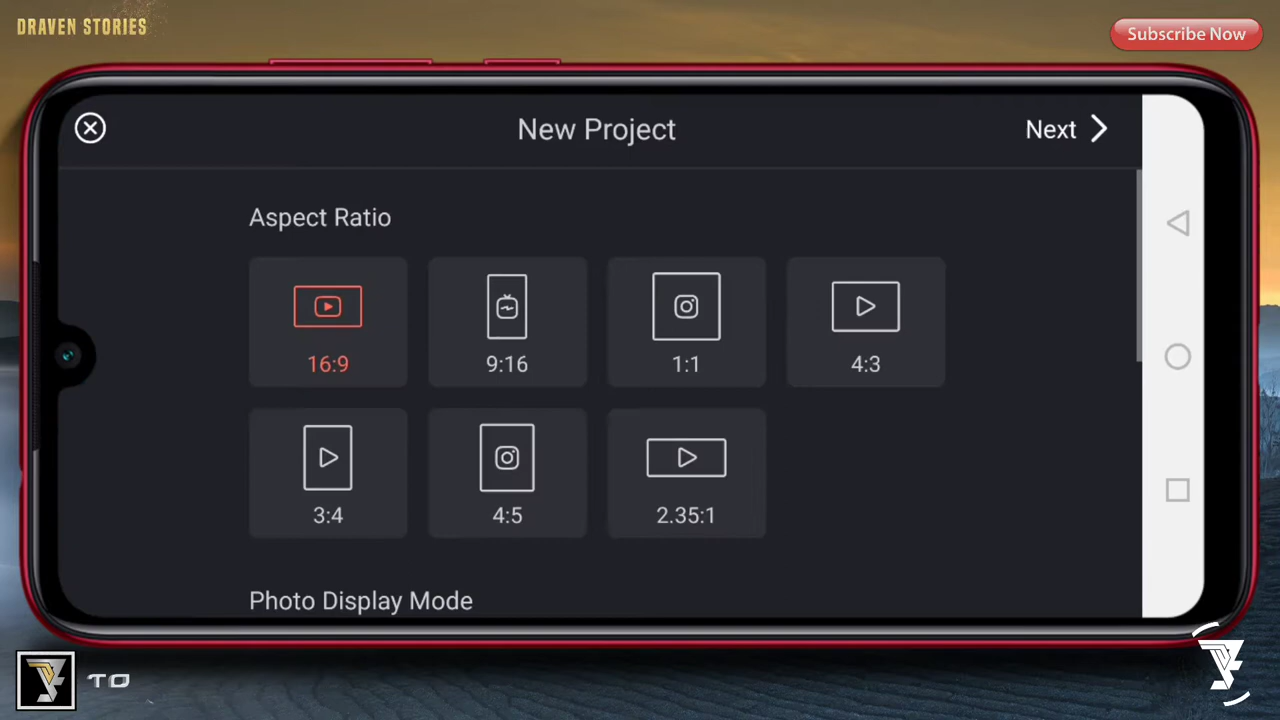 DRAVEN STORIES
Subscribe Now
New Project
Next
Aspect Ratio
16:9
9:16
1:1
4:3
3:4
4:5
2.35:1
Photo Display Mode
TO